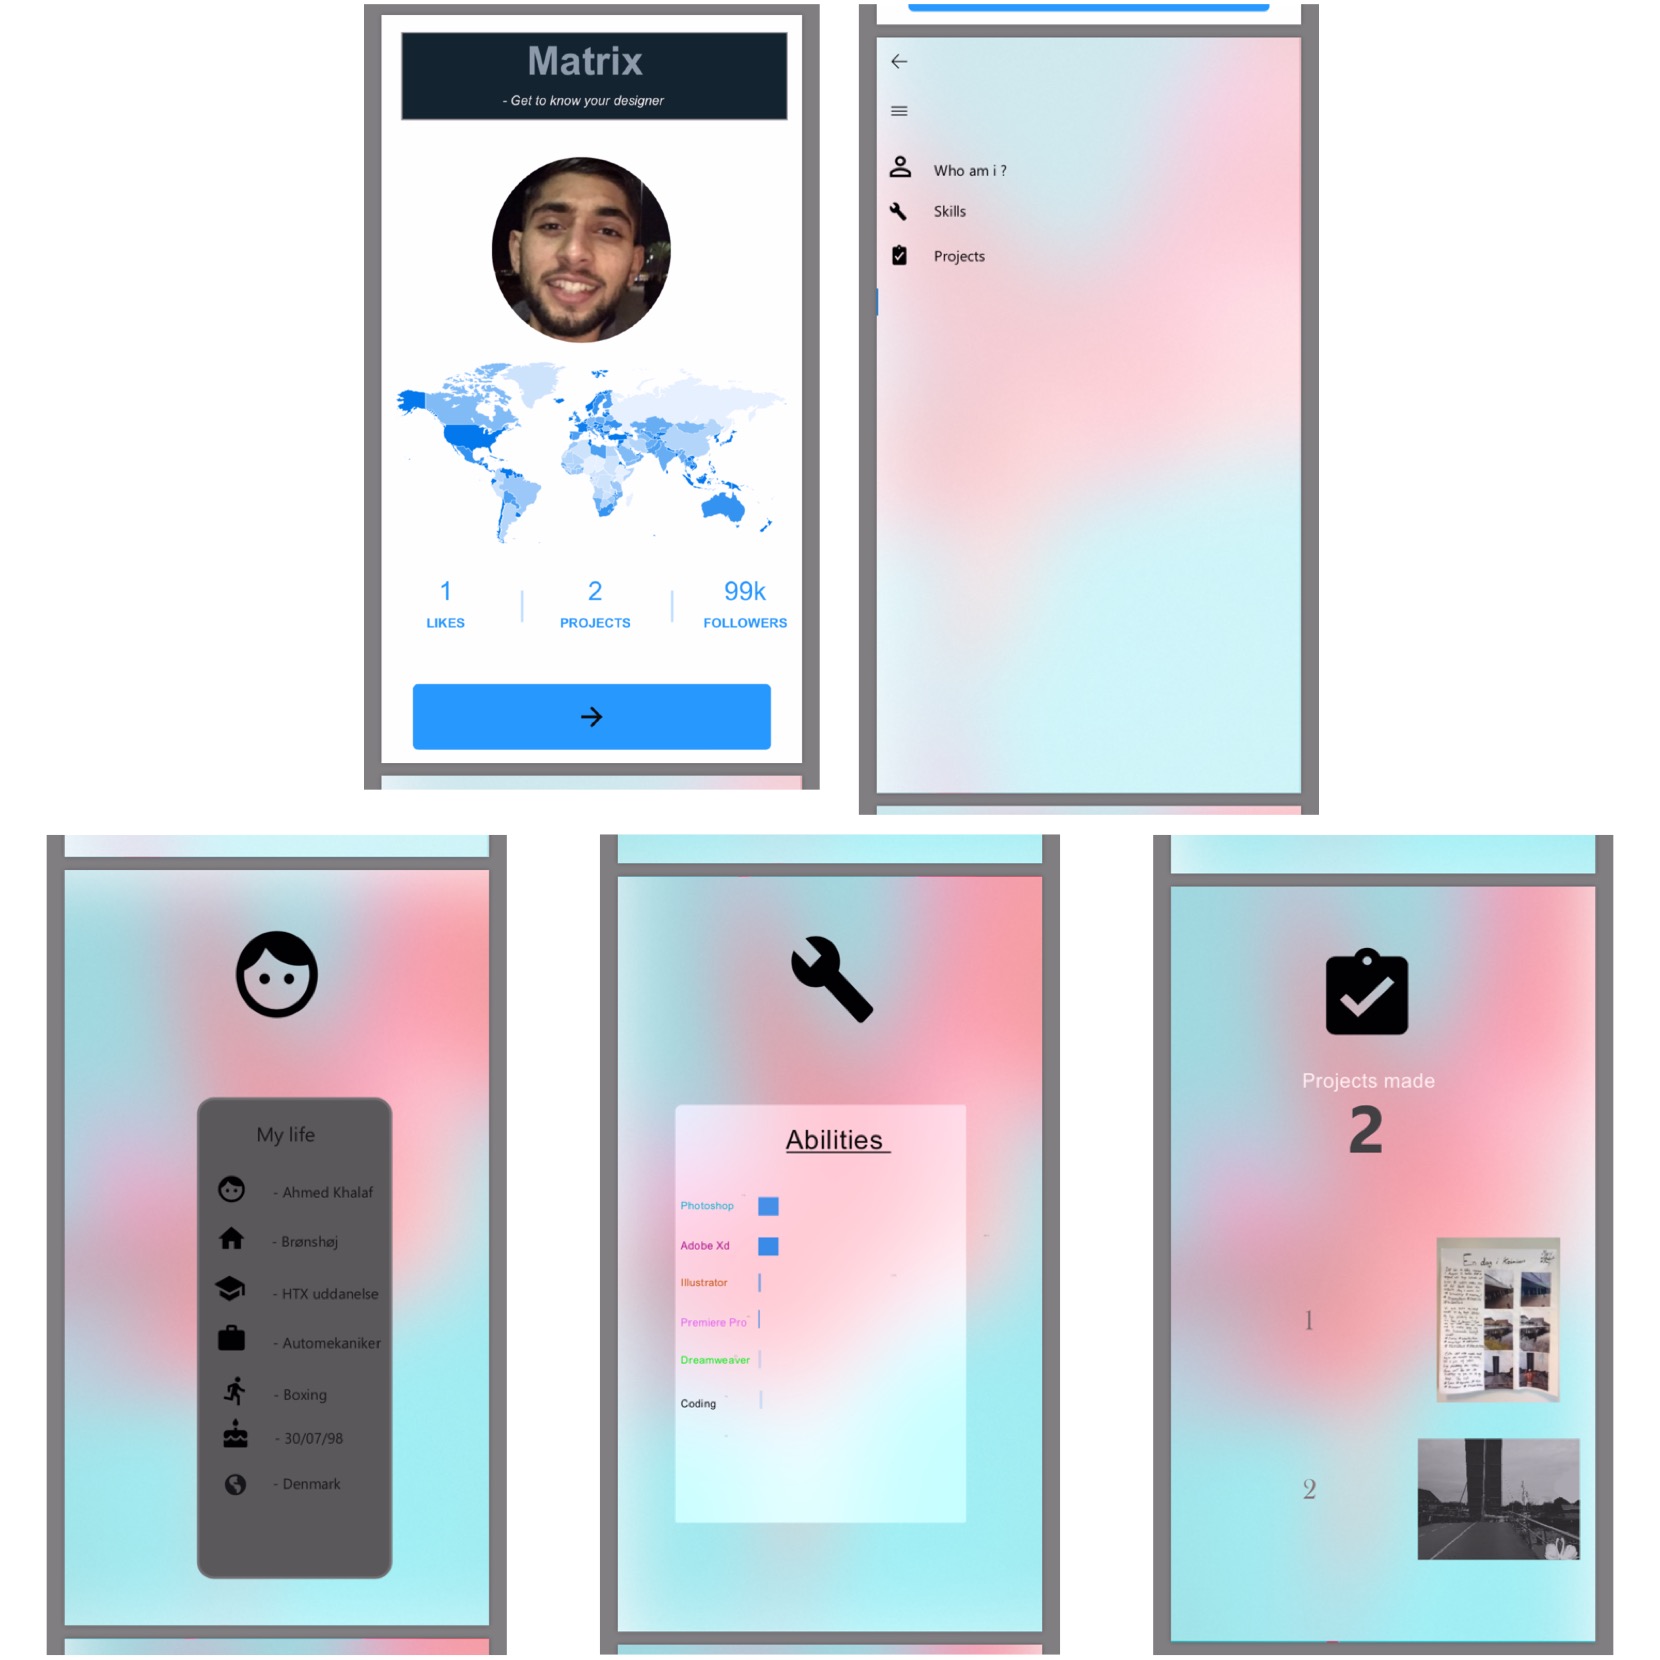 Matrix
- Get to know your designer
1
LIKES
2
PROJECTS
99k
FOLLOWERS
Who am i ?
Skills
Projects
My life
- Ahmed Khalaf
- Brønshøj
- HTX uddanelse
- Automekaniker
- Boxing
- 30/07/98
- Denmark
Abilities
Photoshop
Adobe Xd
Illustrator
Premiere Pro
Dreamweaver
Coding
Projects made
2
1
2